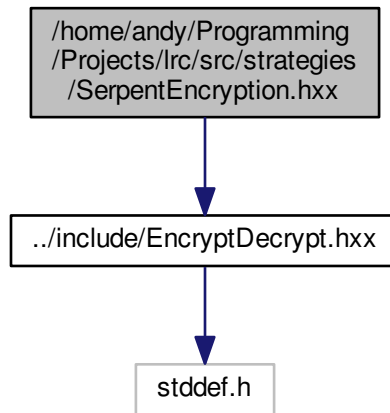 /home/andy/Programming
/Projects/lrc/src/strategies
/SerpentEncryption.hxx
../include/EncryptDecrypt.hxx
stddef.h